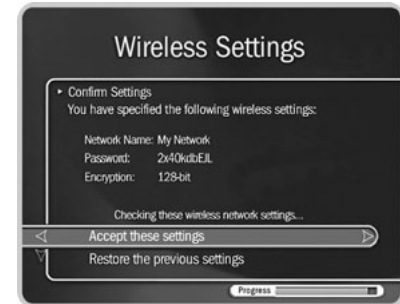 Wireless Settings
Confirm Settings
You have specified the following wireless settings:
Network Name: My Network
Password: 2x40kdbEJL
Encryption: 128-bit
Checking these wireless network settings...
Accept these settings
Restore the previous settings
Progress